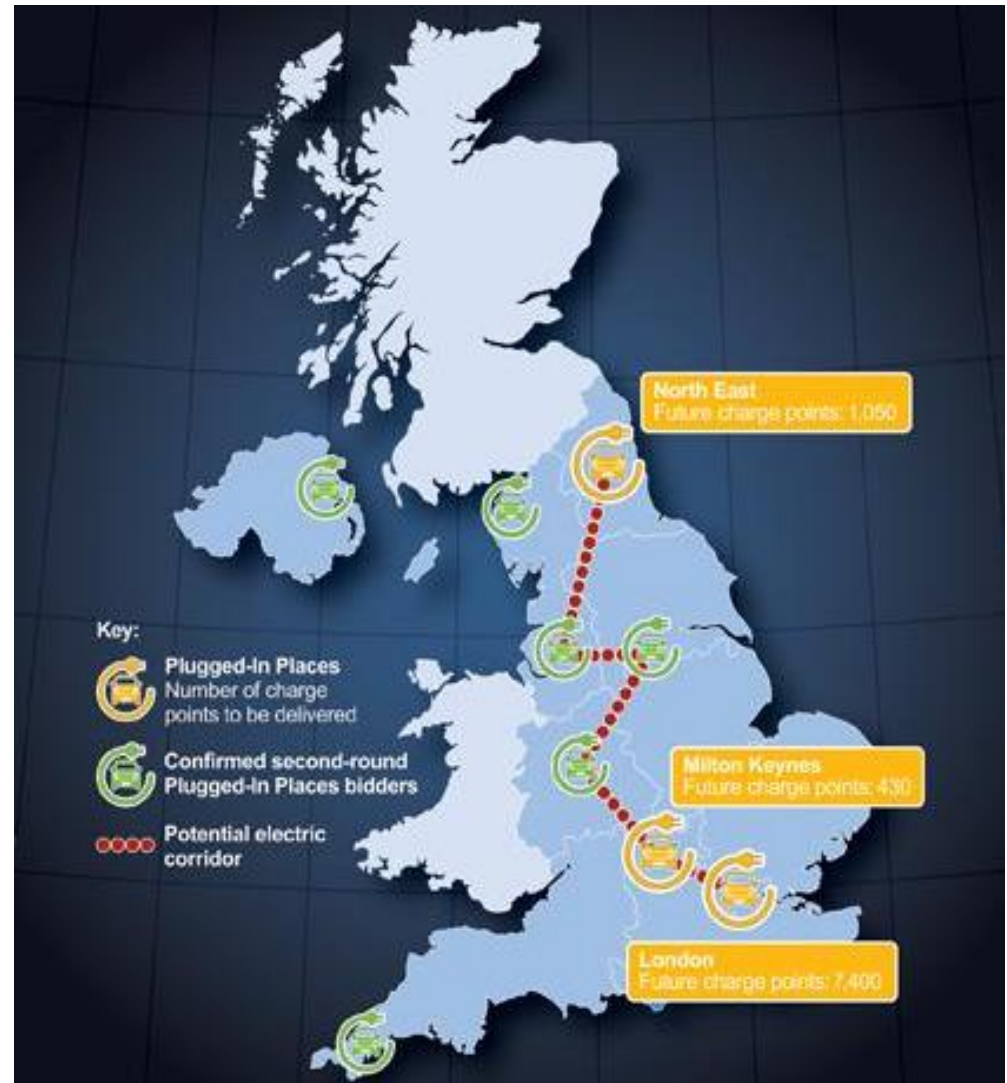 North East
Future charge points: 1,050
Key:
Plugged-In Places
Number of charge
points to be delivered
Confirmed second-round
Plugged-In Places bidders
Potential electric
corridor
Milton Keynes
Future charge points: 430
London
Future charge points: 7,400